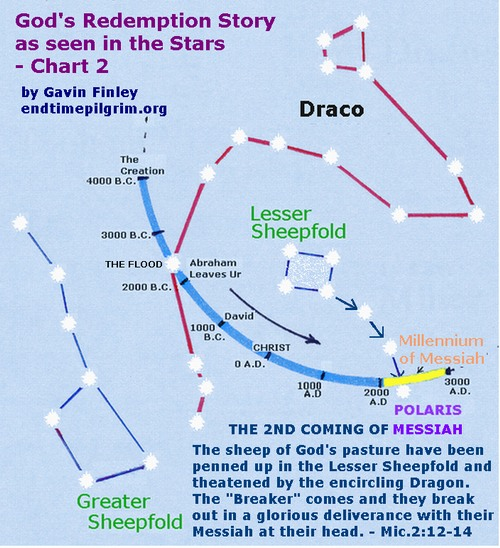 God's Redemption Story
as seen in the Stars
- Chart 2
by Gavin Finley
endtimepilgrim.org
Draco
The
Creation
4000 B.C.
3000 B.C.
THE FLOOD
Abraham
Leaves Ur
2000 B.C.
Lesser
Sheepfold
David
1000
B.C.
CHRIST
0 A.D.
1000
A.D
2000
A.D.
3000
A.D.
Millennium
of Messiah
POLARIS
THE 2ND COMING OF MESSIAH
Greater
Sheepfold
The sheep of God's pasture have been
penned up in the Lesser Sheepfold and
theatened by the encircling Dragon.
The "Breaker" comes and they break
out in a glorious deliverance with their
Messiah at their head. - Mic.2:12-14